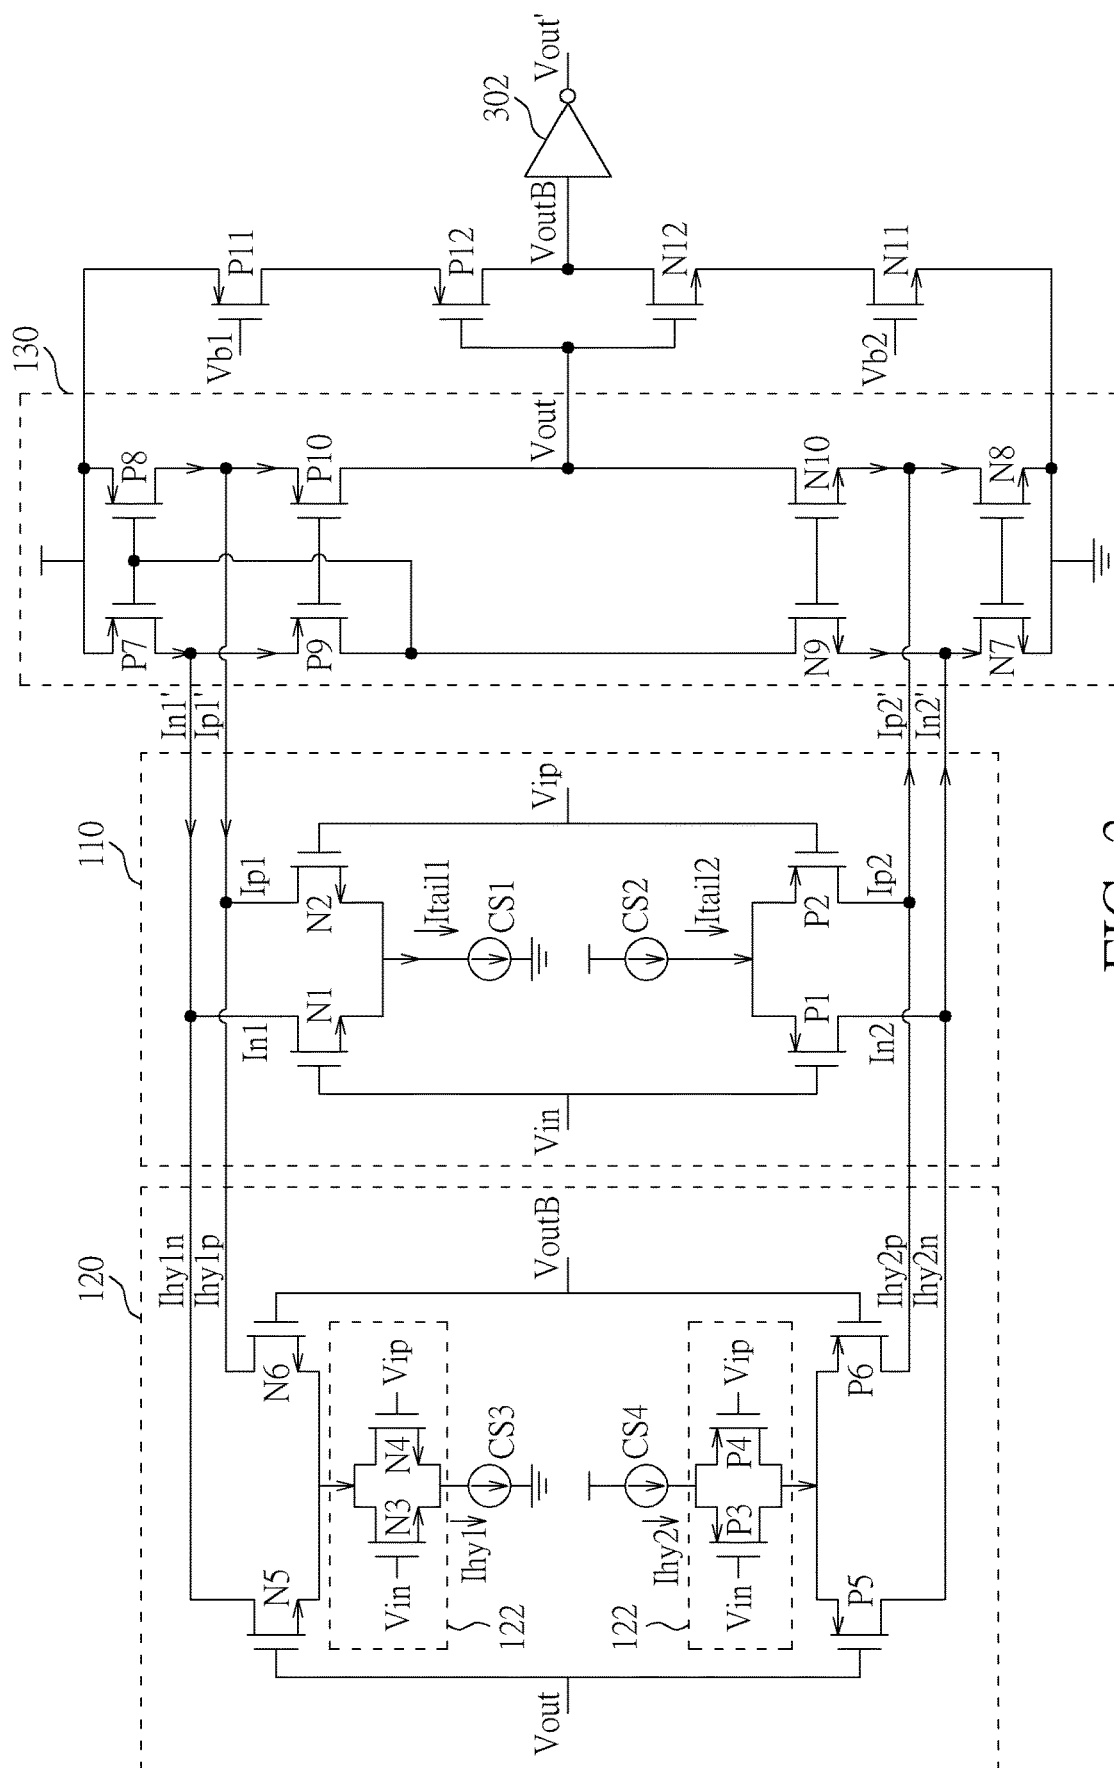 130
120
110
Ihy1n
In1'
Ihy1p
Ip1'
P7
P8
Vb1
P11
In1
Ip1
N5
N6
N1
N2
P9
P10
Vin
N3
N4
Vip
Itail1
P12
302
122
Ihy1
CS3
CS1
Vout
VoutB
Vin
Vip
Vout
VoutB
Vout'
CS4
CS2
122
Ihy2
Itail2
N12
Vin
P3
P4
Vip
P1
P2
N9
N10
Vb2
N11
P5
P6
In2
Ip2
Ihy2p
Ip2'
Ihy2n
In2'
N7
N8
FIG.